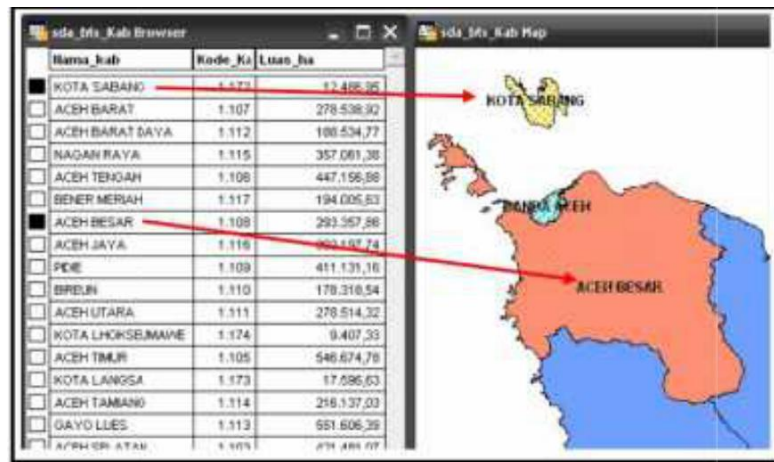 sda_bts_Kab Browser
Nama_kab Kode_Ka Luas_ha
KOTA SABANG 1.172 12.486,95
ACEH BARAT 1.107 278.538,92
ACEH BARAT DAYA 1.112 188.534,77
NAGAN RAYA 1.115 357.081,38
ACEH TENGAH 447.156,88
BENER MERIAH 1.117 194.005,63
ACEH BESAR 1.108 293.357,86
ACEH JAYA 1.116
PIDIE 1.109 411.131,16
BIREUN 1.110 178.318,54
ACEH UTARA 1.111 278.514,32
KOTA LHOKSEUMAWE 1.174 9.407,33
ACEH TIMUR 1.105 546.674,78
KOTA LANGSA 1.173 17.596,63
ACEH TAMIANG 1.114 216.137,03
GAYO LUES 1.113 551.606,39
ACEH SELATAN 1.103
sda_bts_Kab Map
KOTA SABANG
BANDA ACEH
ACEH BESAR